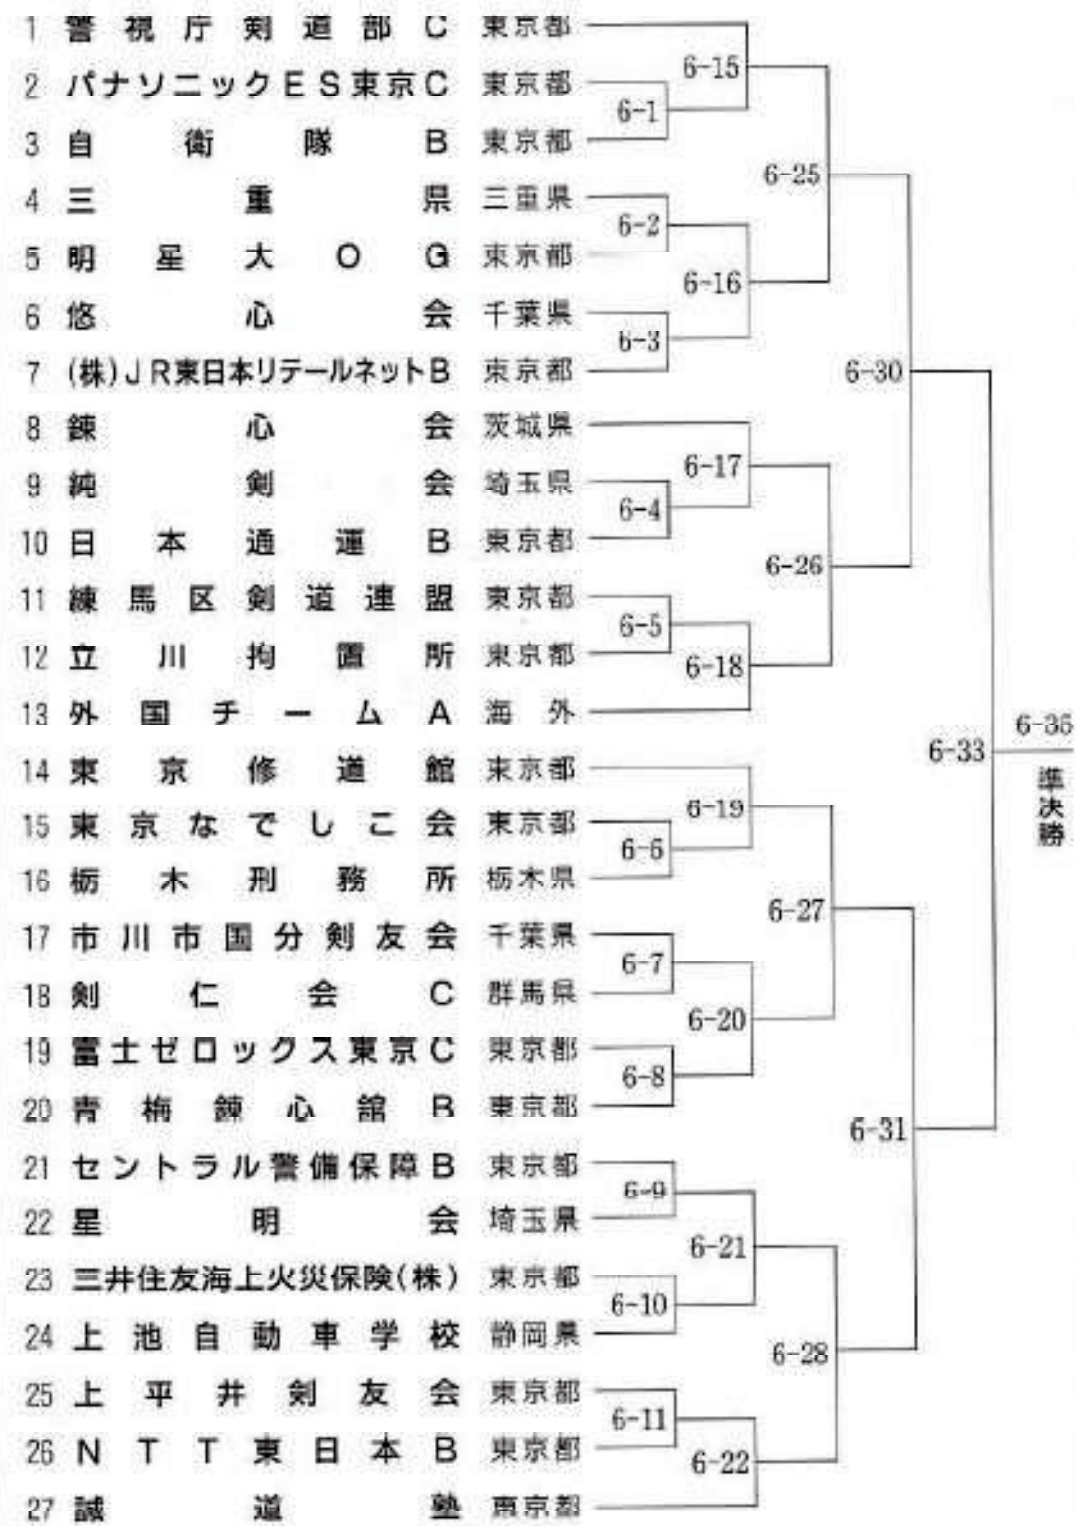 1 警視庁剣道部C 東京都
2 パナソニックES東京C 東京都
3 自衛隊B 東京都
4 三重県 三重県
5 明星大OG 東京都
6 悠心会 千葉県
7 (株)JR東日本リテールネットB 東京都
8 錬心会 茨城県
9 純剣会 埼玉県
10 日本通運B 東京都
11 練馬区剣道連盟 東京都
12 立川拘置所 東京都
13 外国チームA 海外
14 東京修道館 東京都
15 東京なでしこ会 東京都
16 栃木刑務所 栃木県
17 市川市国分剣友会 千葉県
18 剣仁会C 群馬県
19 富士ゼロックス東京C 東京都
20 青梅錬心舘B 東京都
21 セントラル警備保障B 東京都
22 星明会 埼玉県
23 三井住友海上火災保険(株) 東京都
24 上池自動車学校 静岡県
25 上平井剣友会 東京都
26 NTT東日本B 東京都
27 誠道塾 東京都
6-1
6-2
6-3
6-4
6-5
6-6
6-7
6-8
6-9
6-10
6-11
6-15
6-16
6-17
6-18
6-19
6-20
6-21
6-22
6-25
6-26
6-27
6-28
6-30
6-31
6-33
6-35
準決勝